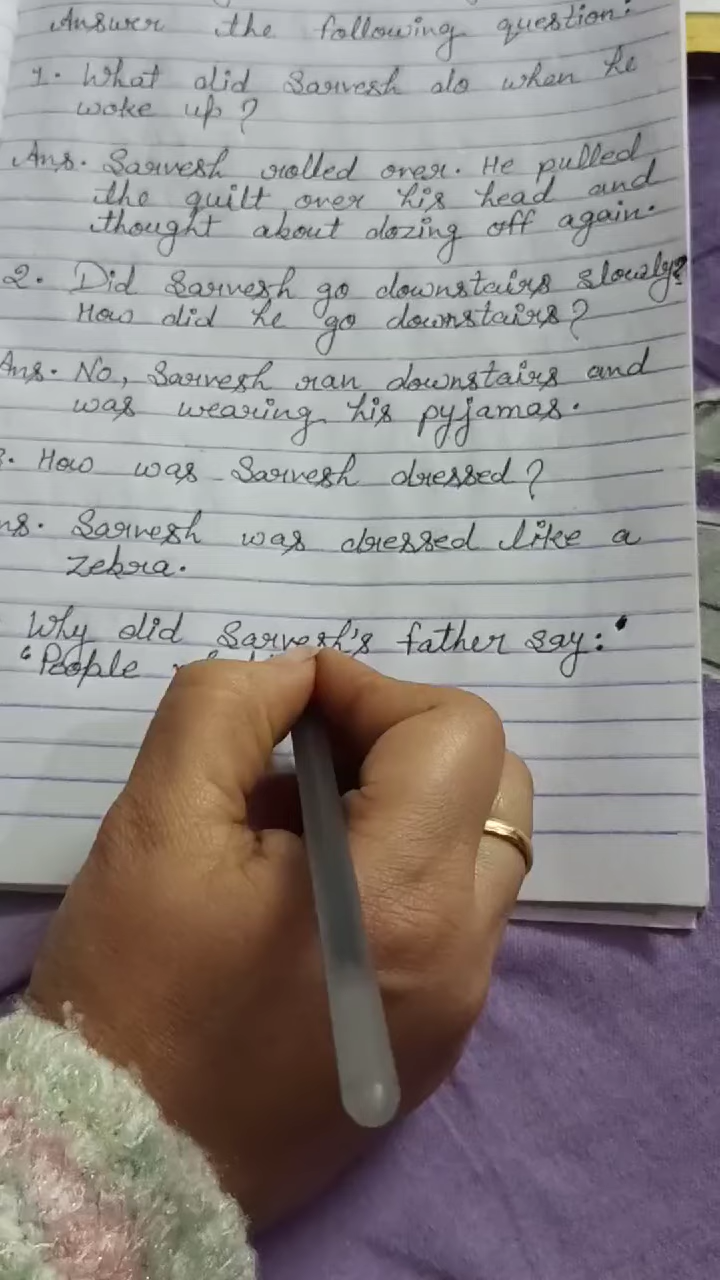 Answer the following question:
1. What did Sarvesh do when he
woke up?
Ans. Sarvesh rolled over. He pulled
the quilt over his head and
thought about dozing off again.
2. Did Sarvesh go downstairs slowly?
How did he go downstairs?
Ans. No, Sarvesh ran downstairs and
was wearing his pyjamas.
. How was Sarvesh dressed?
ns. Sarvesh was dressed like a
zebra.
Why did Sarvesh's father say:
"People